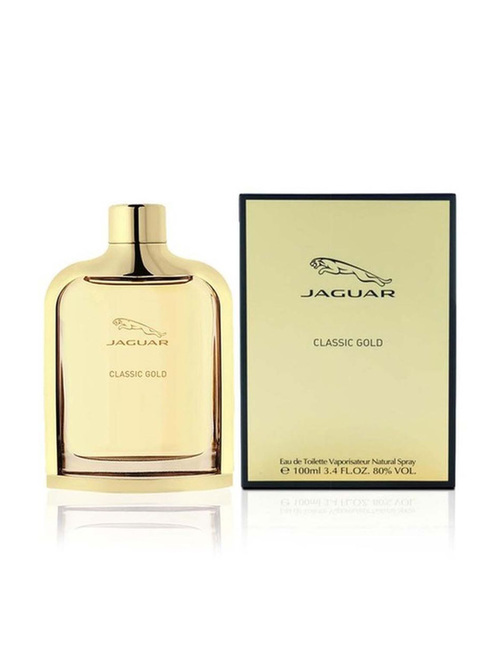 JAGUAR
CLASSIC GOLD
JAGUAR
CLASSIC GOLD
Eau de Toilette Vaporisateur Natural Spray
℮ 100ml 3.4 FL.OZ. 80% VOL.